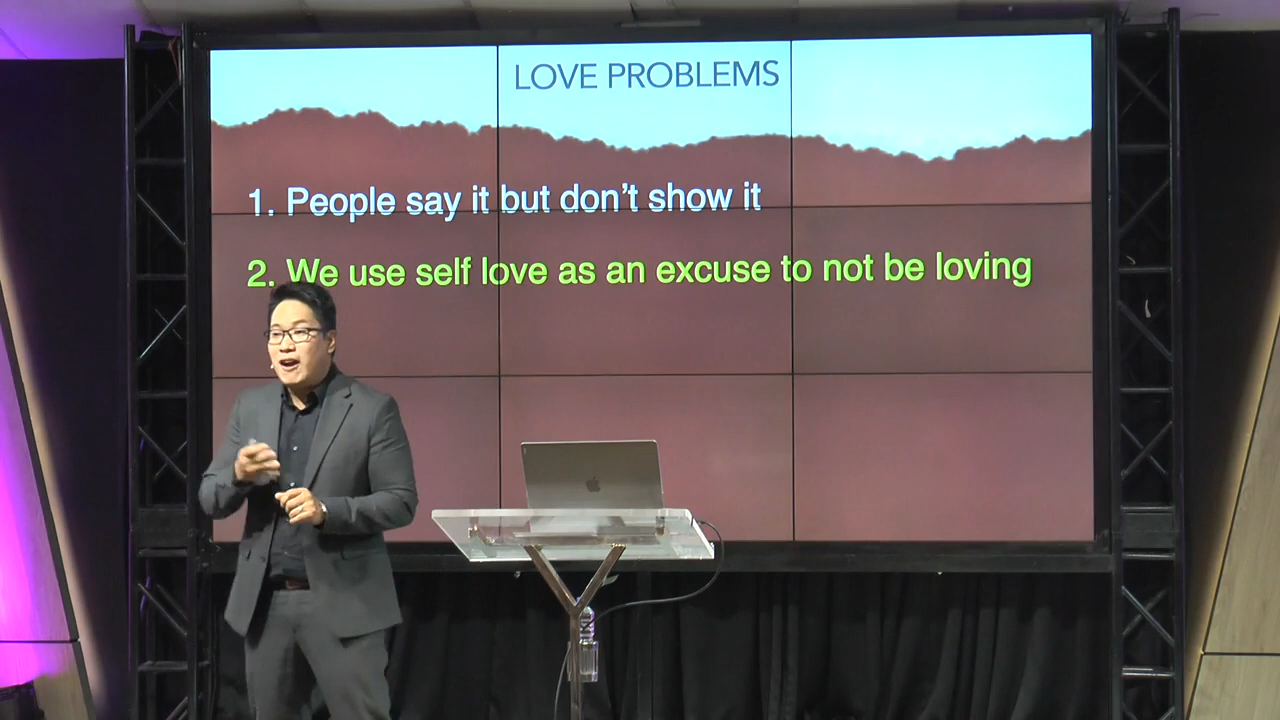 LOVE PROBLEMS
1. People say it but don't show it
2. We use self love as an excuse to not be loving